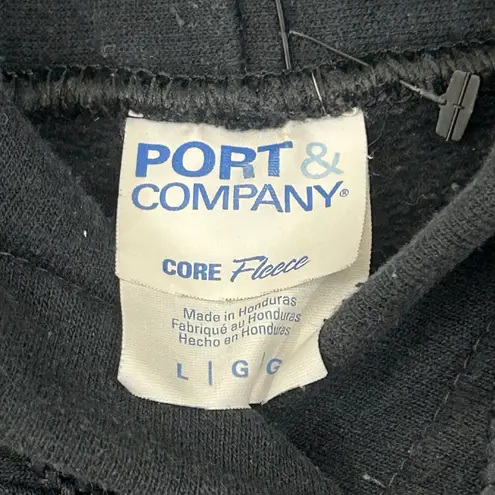 PORT &
COMPANY®
CORE Fleece
Made in Honduras
Fabriqué au Honduras
Hecho en Honduras
L | G | G